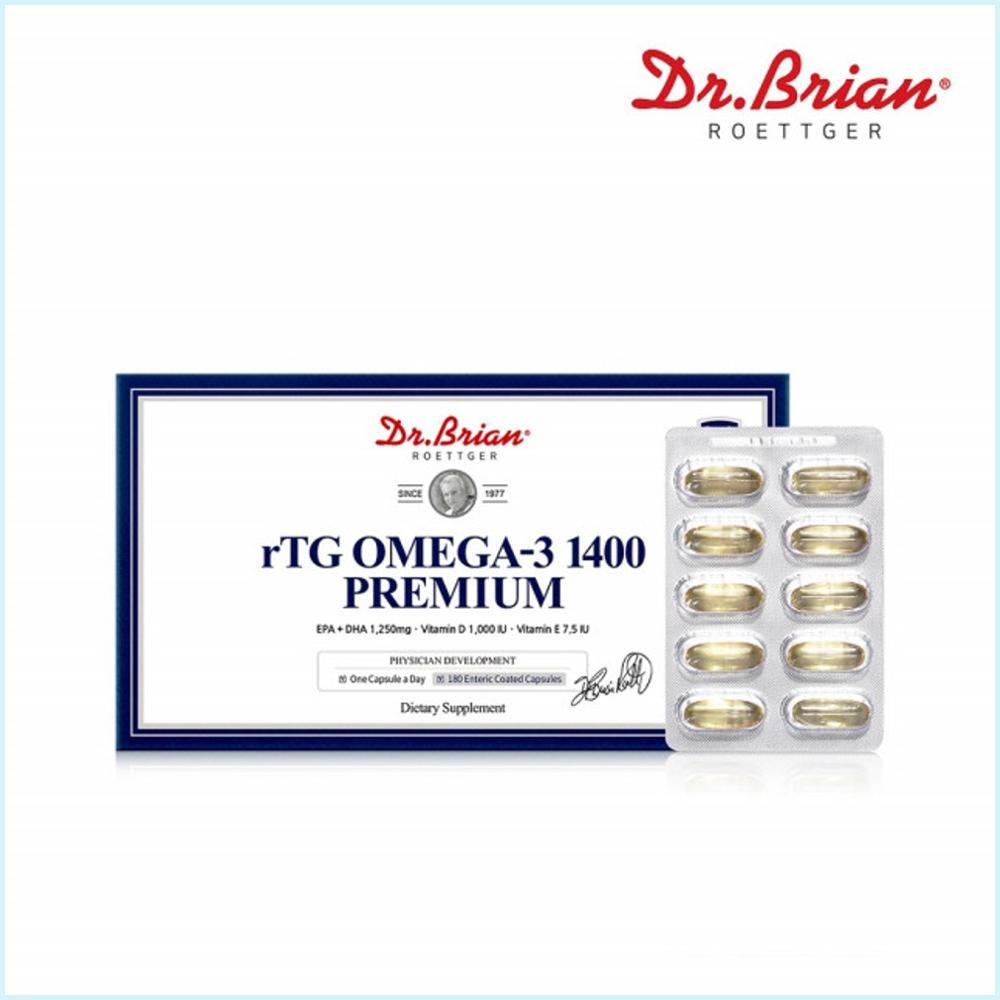 Dr.Brian®
ROETTGER
Dr.Brian®
ROETTGER
SINCE 1977
rTG OMEGA-3 1400
PREMIUM
EPA + DHA 1,250mg · Vitamin D 1,000 IU · Vitamin E 7.5 IU
PHYSICIAN DEVELOPMENT
One Capsule a Day 180 Enteric Coated Capsules
Dietary Supplement